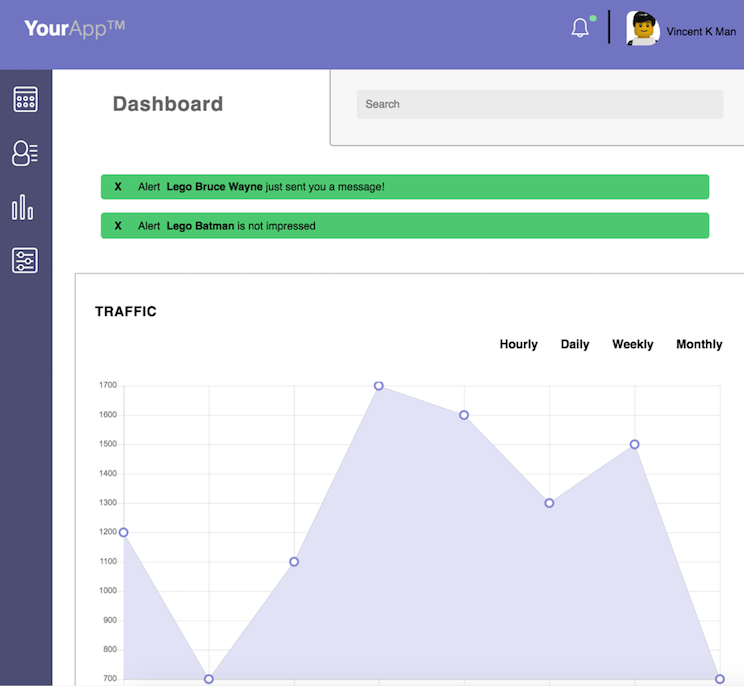 YourApp™
Vincent K Man
Dashboard
Search
X Alert Lego Bruce Wayne just sent you a message!
X Alert Lego Batman is not impressed
TRAFFIC
Hourly Daily Weekly Monthly
1700
1600
1500
1400
1300
1200
1100
1000
900
800
700